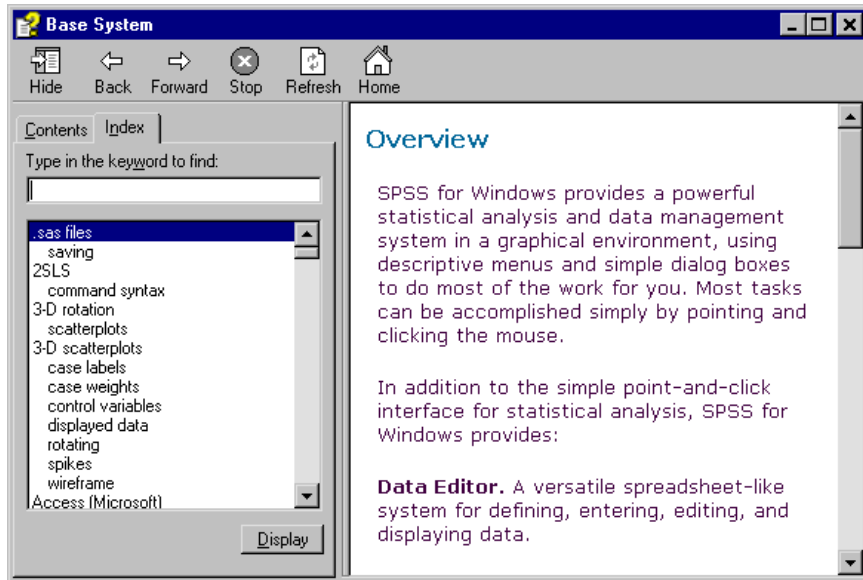 Base System
Hide Back Forward Stop Refresh Home
Contents Index
Type in the keyword to find:
.sas files
saving
2SLS
command syntax
3-D rotation
scatterplots
3-D scatterplots
case labels
case weights
control variables
displayed data
rotating
spikes
wireframe
Access (Microsoft)
Display
Overview
SPSS for Windows provides a powerful
statistical analysis and data management
system in a graphical environment, using
descriptive menus and simple dialog boxes
to do most of the work for you. Most tasks
can be accomplished simply by pointing and
clicking the mouse.
In addition to the simple point-and-click
interface for statistical analysis, SPSS for
Windows provides:
Data Editor. A versatile spreadsheet-like
system for defining, entering, editing, and
displaying data.